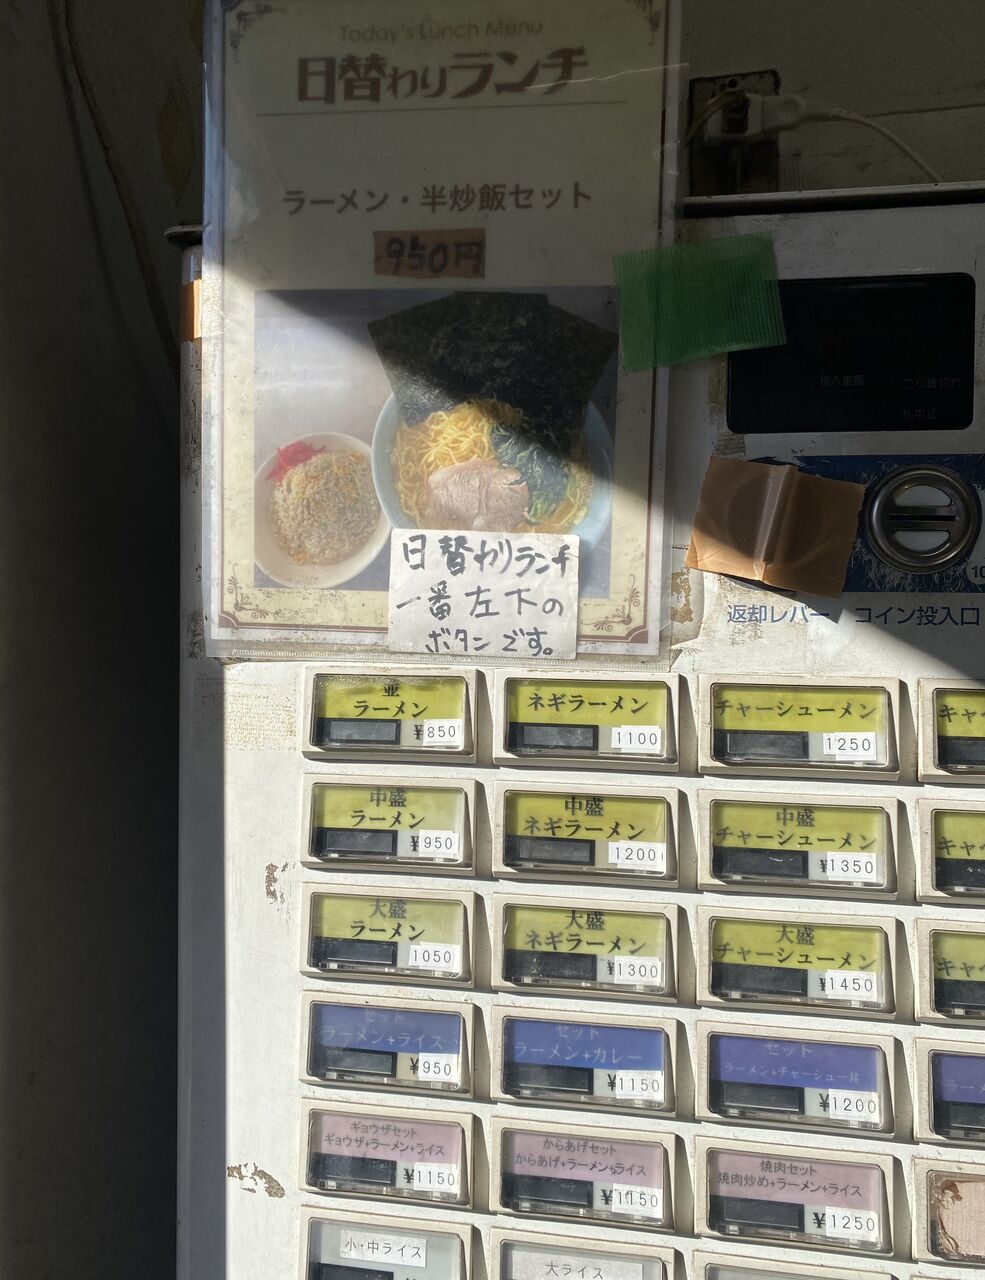 Today's Lunch Menu
日替わりランチ
ラーメン・半炒飯セット
950円
日替わりランチ
一番左下の
ボタンです。
投入金額 つり銭切れ
札中止
返却レバー コイン投入口
並
ラーメン
¥850
ネギラーメン
1100
チャーシューメン
1250
キャ
中盛
ラーメン
¥950
中盛
ネギラーメン
1200
中盛
チャーシューメン
¥1350
キャ
大盛
ラーメン
1050
大盛
ネギラーメン
¥1300
大盛
チャーシューメン
¥1450
キャ
セット
ラーメン+ライス
¥950
セット
ラーメン+カレー
¥1150
セット
ラーメン+チャーシュー丼
¥1200
ラーメ
ギョウザセット
ギョウザ+ラーメン+ライス
¥1150
からあげセット
からあげ+ラーメン+ライス
¥1150
焼肉セット
焼肉炒め+ラーメン+ライス
¥1250
小・中ライス
大ライス